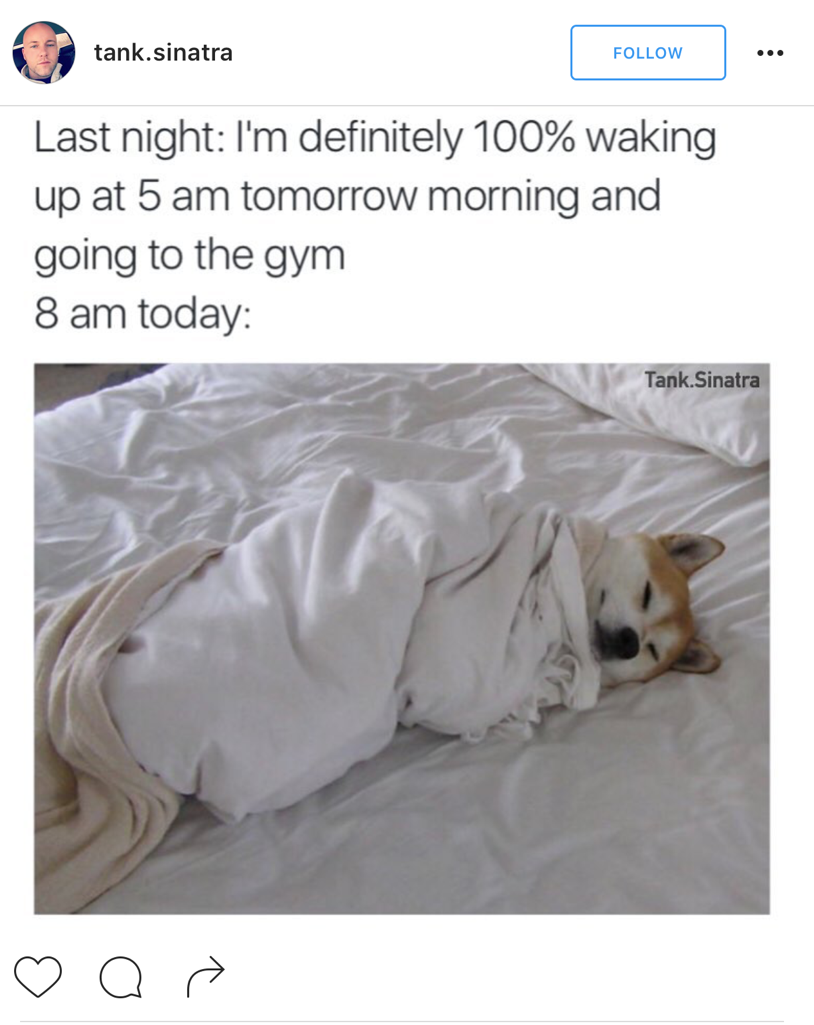 tank.sinatra
FOLLOW
Last night: I'm definitely 100% waking
up at 5 am tomorrow morning and
going to the gym
8 am today:
Tank.Sinatra